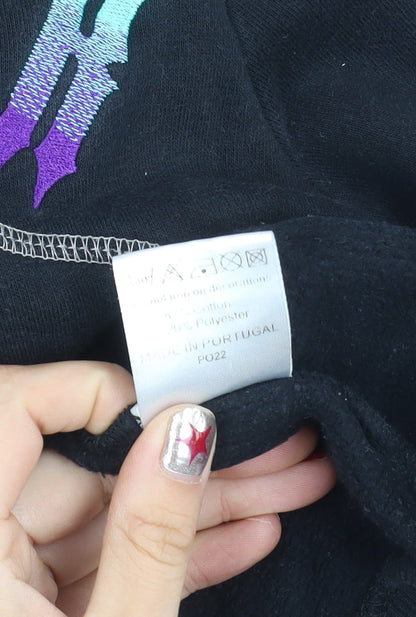 not iron on decorations
Cotton
Polyester
MADE IN PORTUGAL
PO22